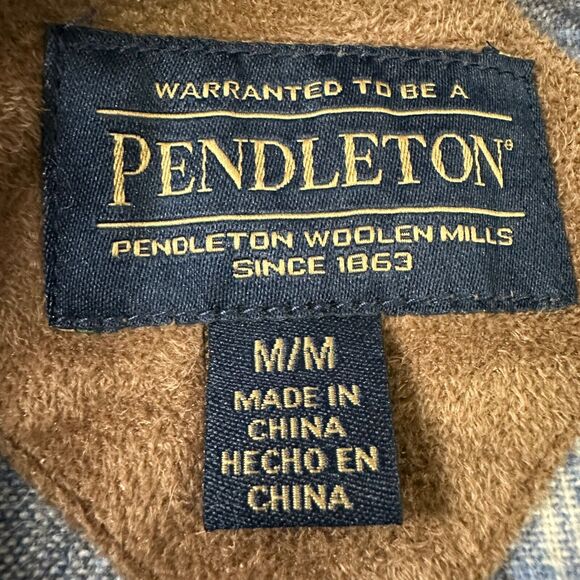 WARRANTED TO BE A
PENDLETON®
PENDLETON WOOLEN MILLS
SINCE 1863
M/M
MADE IN
CHINA
HECHO EN
CHINA